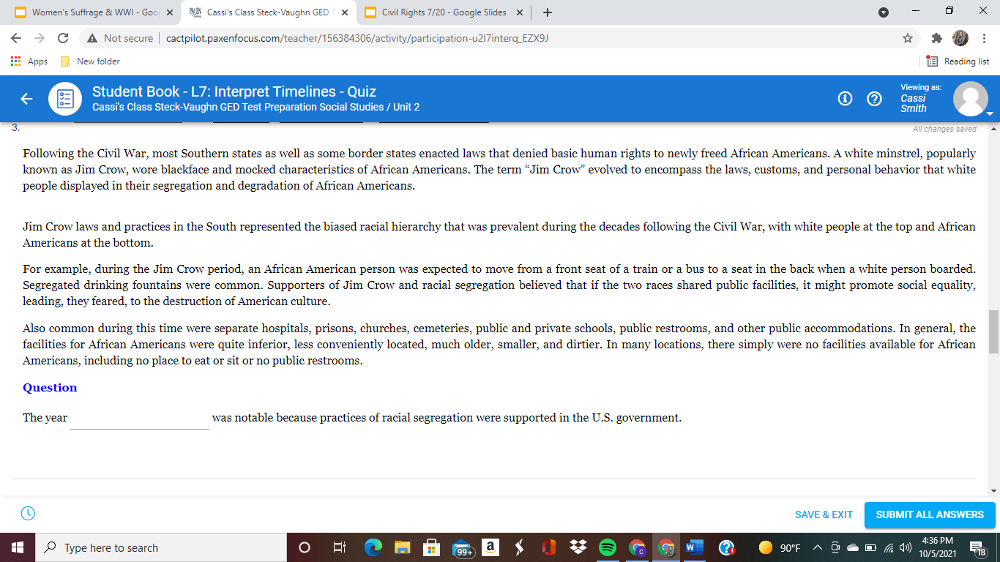 Women's Suffrage & WWI - Goo
Cassi's Class Steck-Vaughn GED T
Civil Rights 7/20 - Google Slides
Not secure
cactpilot.paxenfocus.com/teacher/156384306/activity/participation-u2l7interq_EZX9J
Apps
New folder
Reading list
Student Book - L7: Interpret Timelines - Quiz
Cassi's Class Steck-Vaughn GED Test Preparation Social Studies / Unit 2
Viewing as:
Cassi
Smith
3.
All changes saved
Following the Civil War, most Southern states as well as some border states enacted laws that denied basic human rights to newly freed African Americans. A white minstrel, popularly
known as Jim Crow, wore blackface and mocked characteristics of African Americans. The term “Jim Crow” evolved to encompass the laws, customs, and personal behavior that white
people displayed in their segregation and degradation of African Americans.
Jim Crow laws and practices in the South represented the biased racial hierarchy that was prevalent during the decades following the Civil War, with white people at the top and African
Americans at the bottom.
For example, during the Jim Crow period, an African American person was expected to move from a front seat of a train or a bus to a seat in the back when a white person boarded.
Segregated drinking fountains were common. Supporters of Jim Crow and racial segregation believed that if the two races shared public facilities, it might promote social equality,
leading, they feared, to the destruction of American culture.
Also common during this time were separate hospitals, prisons, churches, cemeteries, public and private schools, public restrooms, and other public accommodations. In general, the
facilities for African Americans were quite inferior, less conveniently located, much older, smaller, and dirtier. In many locations, there simply were no facilities available for African
Americans, including no place to eat or sit or no public restrooms.
Question
The year was notable because practices of racial segregation were supported in the U.S. government.
SAVE & EXIT
SUBMIT ALL ANSWERS
Type here to search
99+
90°F
4:36 PM
10/5/2021
18